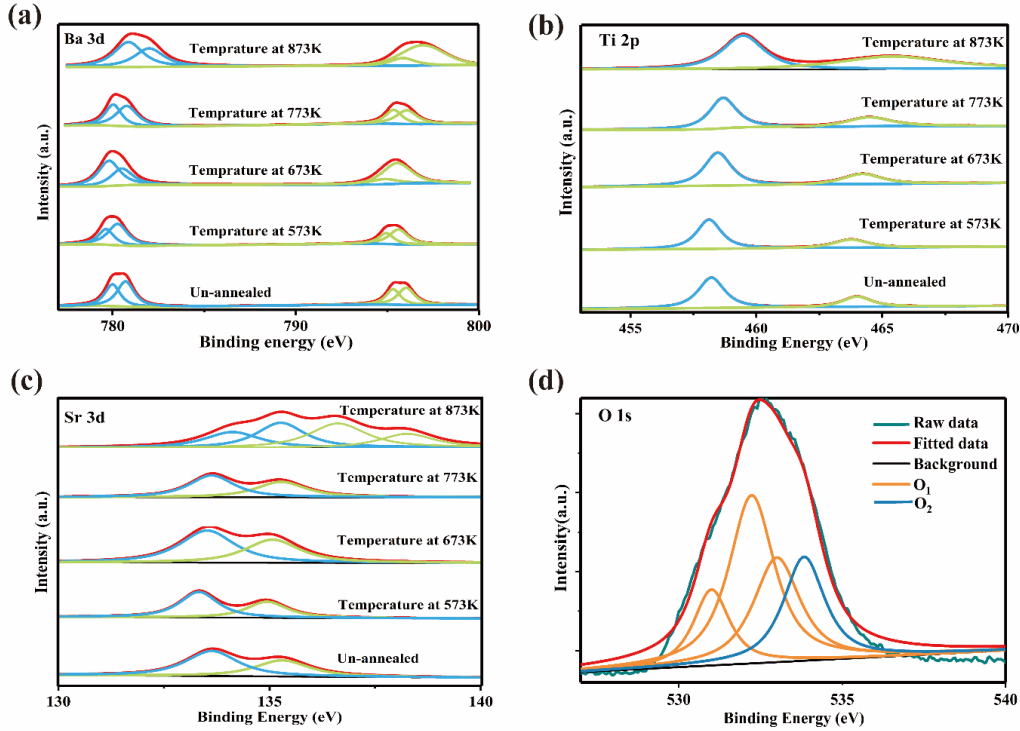 (a)
Ba 3d
Temprature at 873K
Temprature at 773K
Temprature at 673K
Temprature at 573K
Un-annealed
Intensity (a.u.)
780
790
800
Binding energy (eV)
(b)
Ti 2p
Temperature at 873K
Temperature at 773K
Temperature at 673K
Temperature at 573K
Un-annealed
Intensity (a.u.)
455
460
465
470
Binding Energy (eV)
(c)
Sr 3d
Temperature at 873K
Temperature at 773K
Temperature at 673K
Temperature at 573K
Un-annealed
Intensity (a.u)
130
135
140
Binding Energy (eV)
(d)
O 1s
Raw data
Fitted data
Background
O1
O2
Intensity(a.u.)
530
535
540
Binding Energy (eV)